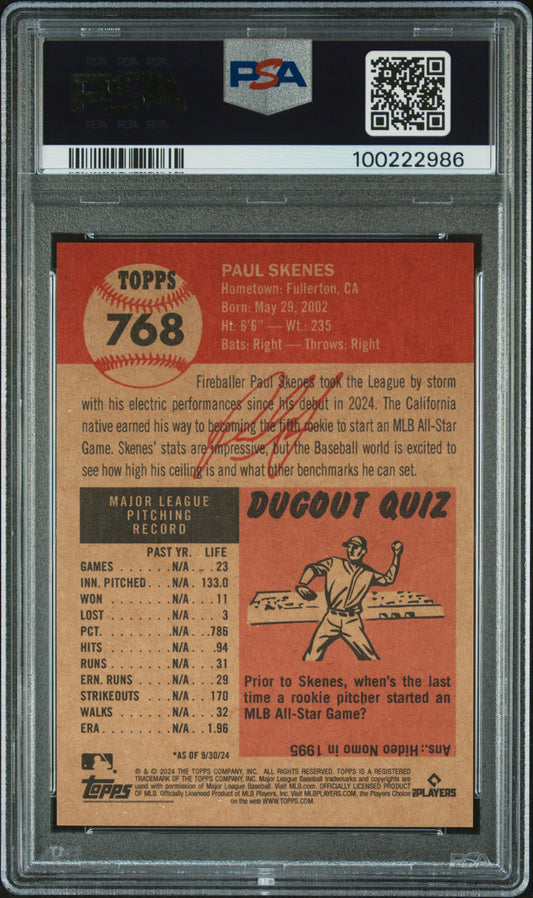 PSA
100222986
TOPPS
768
PAUL SKENES
Hometown: Fullerton, CA
Born: May 29, 2002
Ht: 6'6" — Wt.: 235
Bats: Right — Throws: Right
Fireballer Paul Skenes took the League by storm
with his electric performances since his debut in 2024. The California
native earned his way to becoming the fifth rookie to start an MLB All-Star
Game. Skenes' stats are impressive, but the Baseball world is excited to
see how high his ceiling is and what other benchmarks he can set.
MAJOR LEAGUE
PITCHING
RECORD
PAST YR. LIFE
GAMES . . . . . . . . N/A . . . 23
INN. PITCHED . . . N/A . 133.0
WON . . . . . . . . . N/A . . . 11
LOST . . . . . . . . . N/A . . . . 3
PCT. . . . . . . . . . N/A . . .786
HITS . . . . . . . . . N/A . . . .94
RUNS . . . . . . . . N/A . . . 31
ERN. RUNS . . . . . N/A . . . 29
STRIKEOUTS . . . . N/A . . 170
WALKS . . . . . . . . N/A . . . 32
ERA . . . . . . . . . . N/A . . 1.96
*AS OF 9/30/24
DUGOUT QUIZ
Prior to Skenes, when's the last
time a rookie pitcher started an
MLB All-Star Game?
Ans.: Hideo Nomo in 1995
topps
® & © 2024 THE TOPPS COMPANY, INC. ALL RIGHTS RESERVED. TOPPS IS A REGISTERED
TRADEMARK OF THE TOPPS COMPANY, INC. Major League Baseball trademarks and copyrights are
used with permission of Major League Baseball. Visit MLB.com. OFFICIALLY LICENSED PRODUCT
OF MLB. Officially Licensed Product of MLB Players, Inc. Visit MLBPLAYERS.com, the Players Choice
on the web WWW.TOPPS.COM.
PLAYERS
PSA